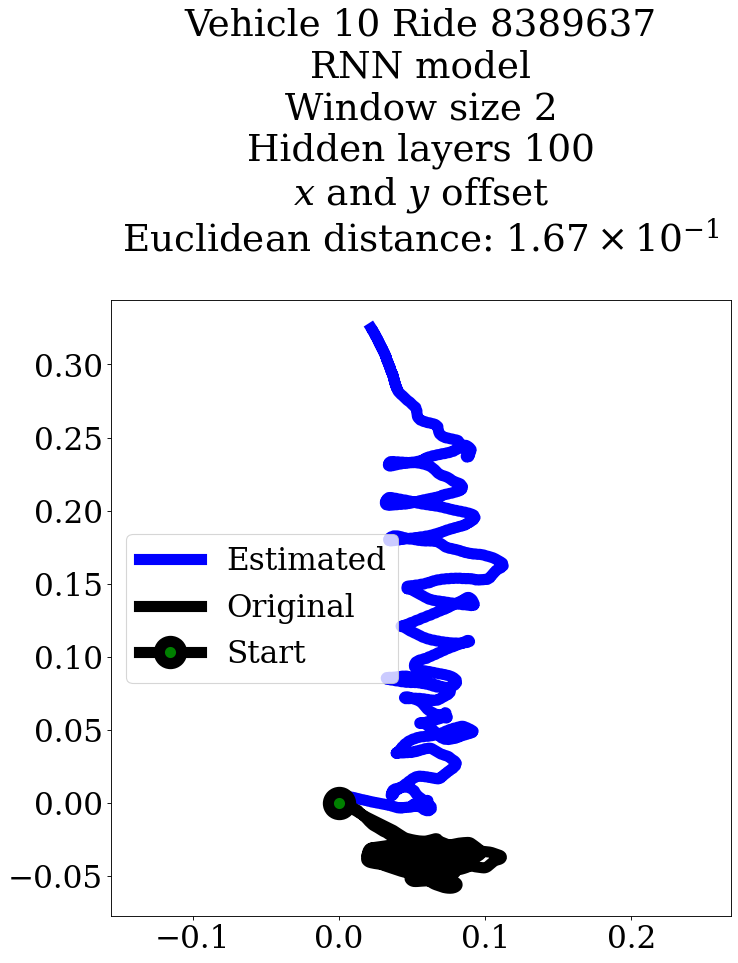 Vehicle 10 Ride 8389637
RNN model
Window size 2
Hidden layers 100
x and y offset
Euclidean distance: 1.67 × 10⁻¹
0.30
0.25
0.20
0.15
0.10
0.05
0.00
−0.05
Estimated
Original
Start
−0.1 0.0 0.1 0.2